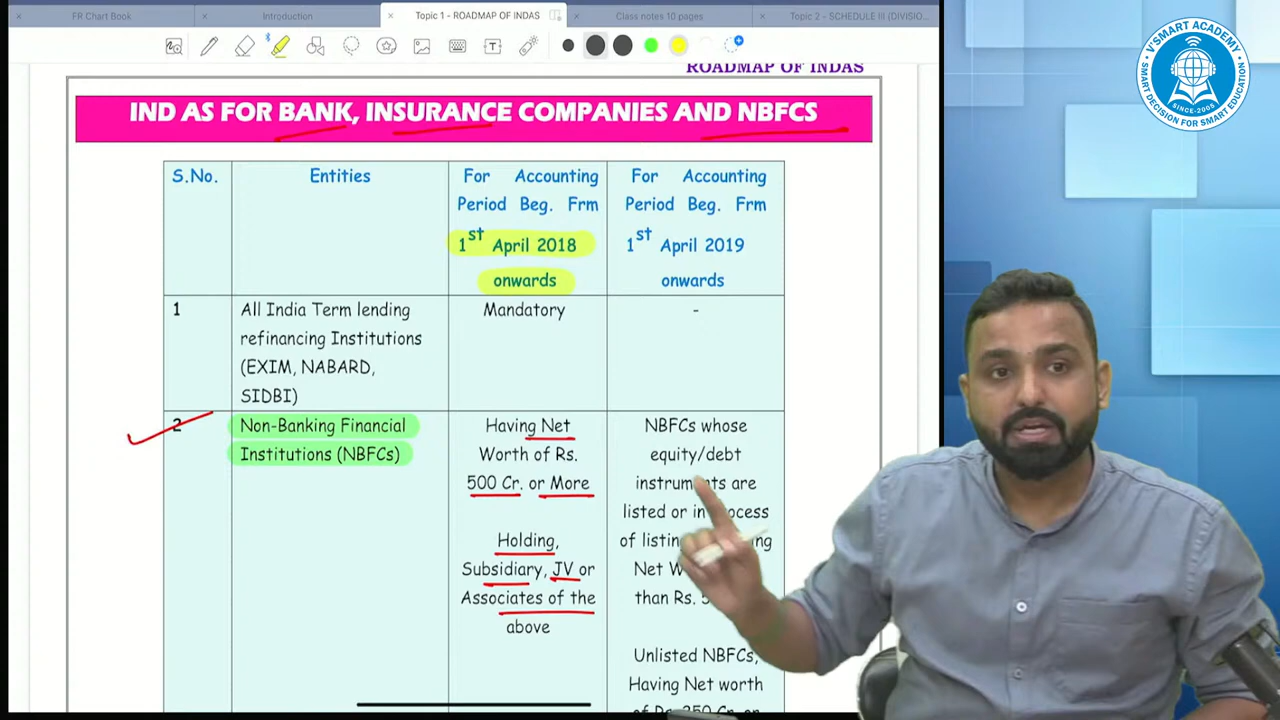 FR Chart Book
Introduction
Topic 1 - ROADMAP OF INDAS
Class notes 10 pages
Topic 2 - SCHEDULE III (DIVISIO...
ROADMAP OF INDAS
IND AS FOR BANK, INSURANCE COMPANIES AND NBFCS
S.No.
Entities
For Accounting
Period Beg. Frm
1st April 2018
onwards
For Accounting
Period Beg. Frm
1st April 2019
onwards
1
All India Term lending
refinancing Institutions
(EXIM, NABARD,
SIDBI)
Mandatory
-
2
Non-Banking Financial
Institutions (NBFCs)
Having Net
Worth of Rs.
500 Cr. or More
Holding,
Subsidiary, JV or
Associates of the
above
NBFCs whose
equity/debt
instruments are
listed or in
of
Net
than Rs.
Unlisted NBFCs,
Having Net worth
V'SMART ACADEMY
SINCE-2005
SMART DECISION FOR SMART EDUCATION